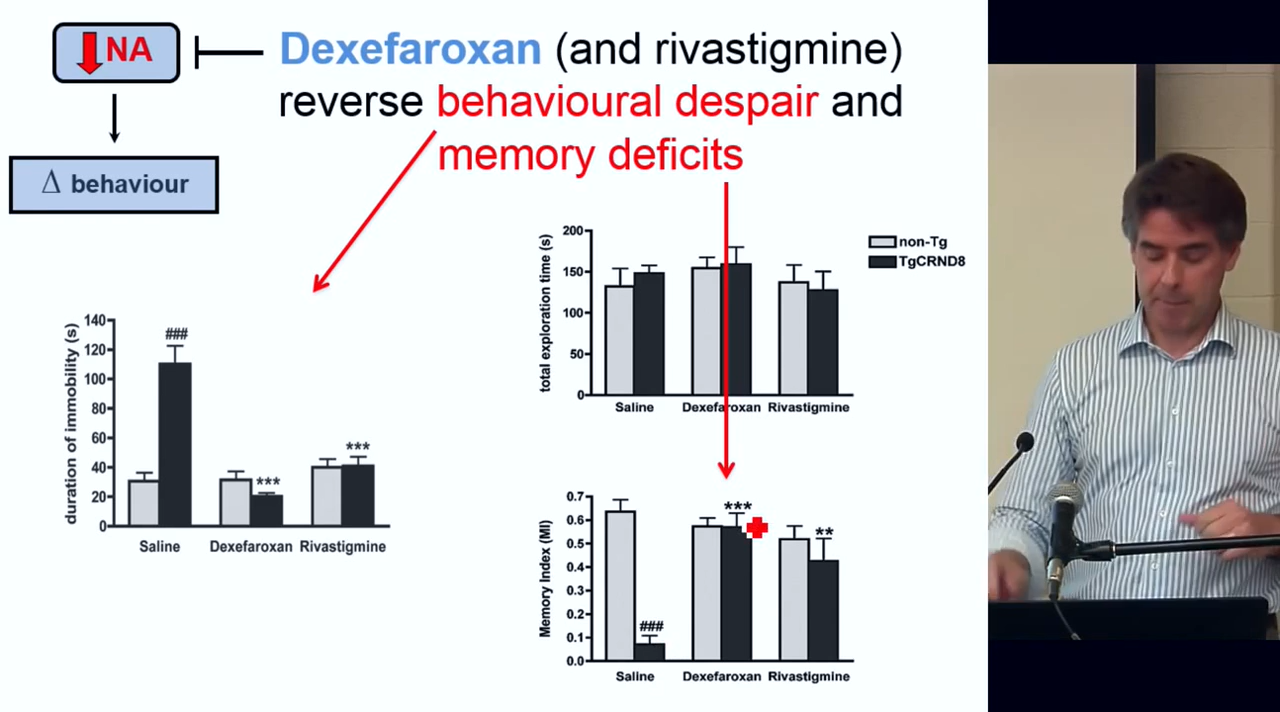 NA
Δ behaviour
Dexefaroxan (and rivastigmine)
reverse behavioural despair and
memory deficits
duration of immobility (s)
140
120
100
80
60
40
20
0
###
***
***
Saline
Dexefaroxan
Rivastigmine
total exploration time (s)
200
150
100
50
0
Saline
Dexefaroxan
Rivastigmine
non-Tg
TgCRND8
Memory Index (MI)
0.7
0.6
0.5
0.4
0.3
0.2
0.1
0.0
###
***
**
Saline
Dexefaroxan
Rivastigmine